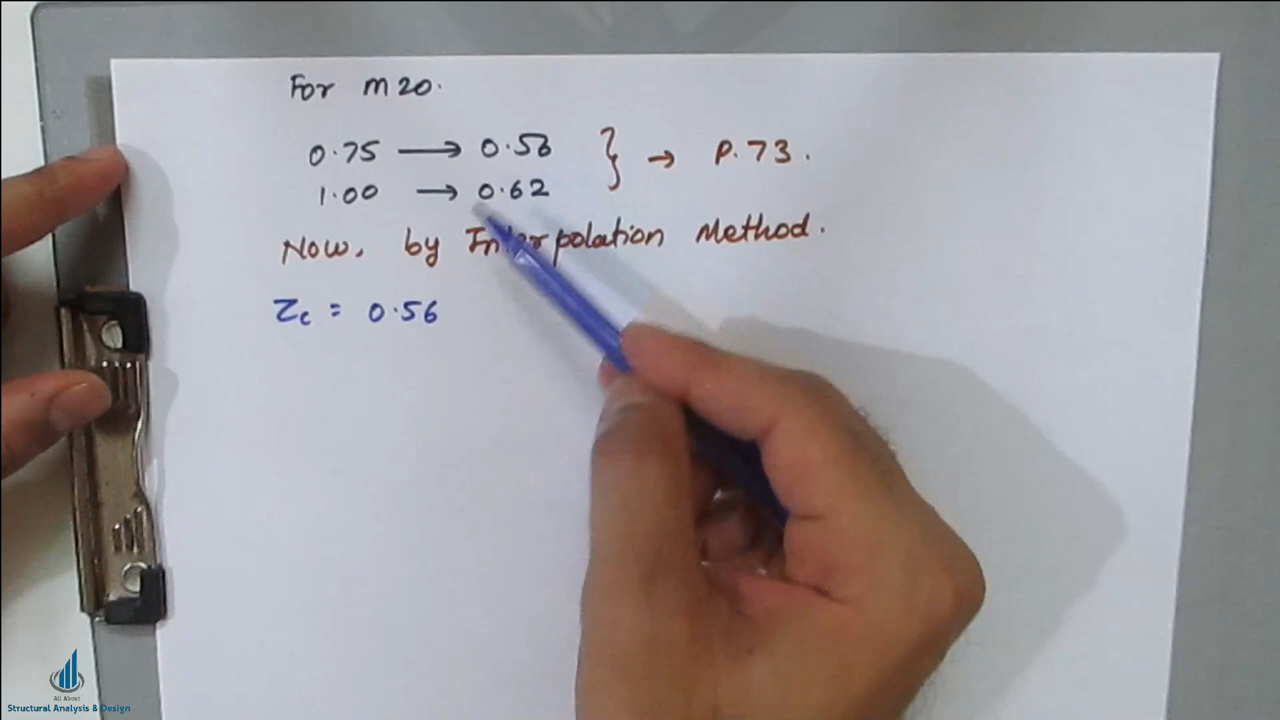 For M20.
0.75 → 0.56 } → P.73.
1.00 → 0.62
Now, by Interpolation Method.
τc = 0.56
All About
Structural Analysis & Design